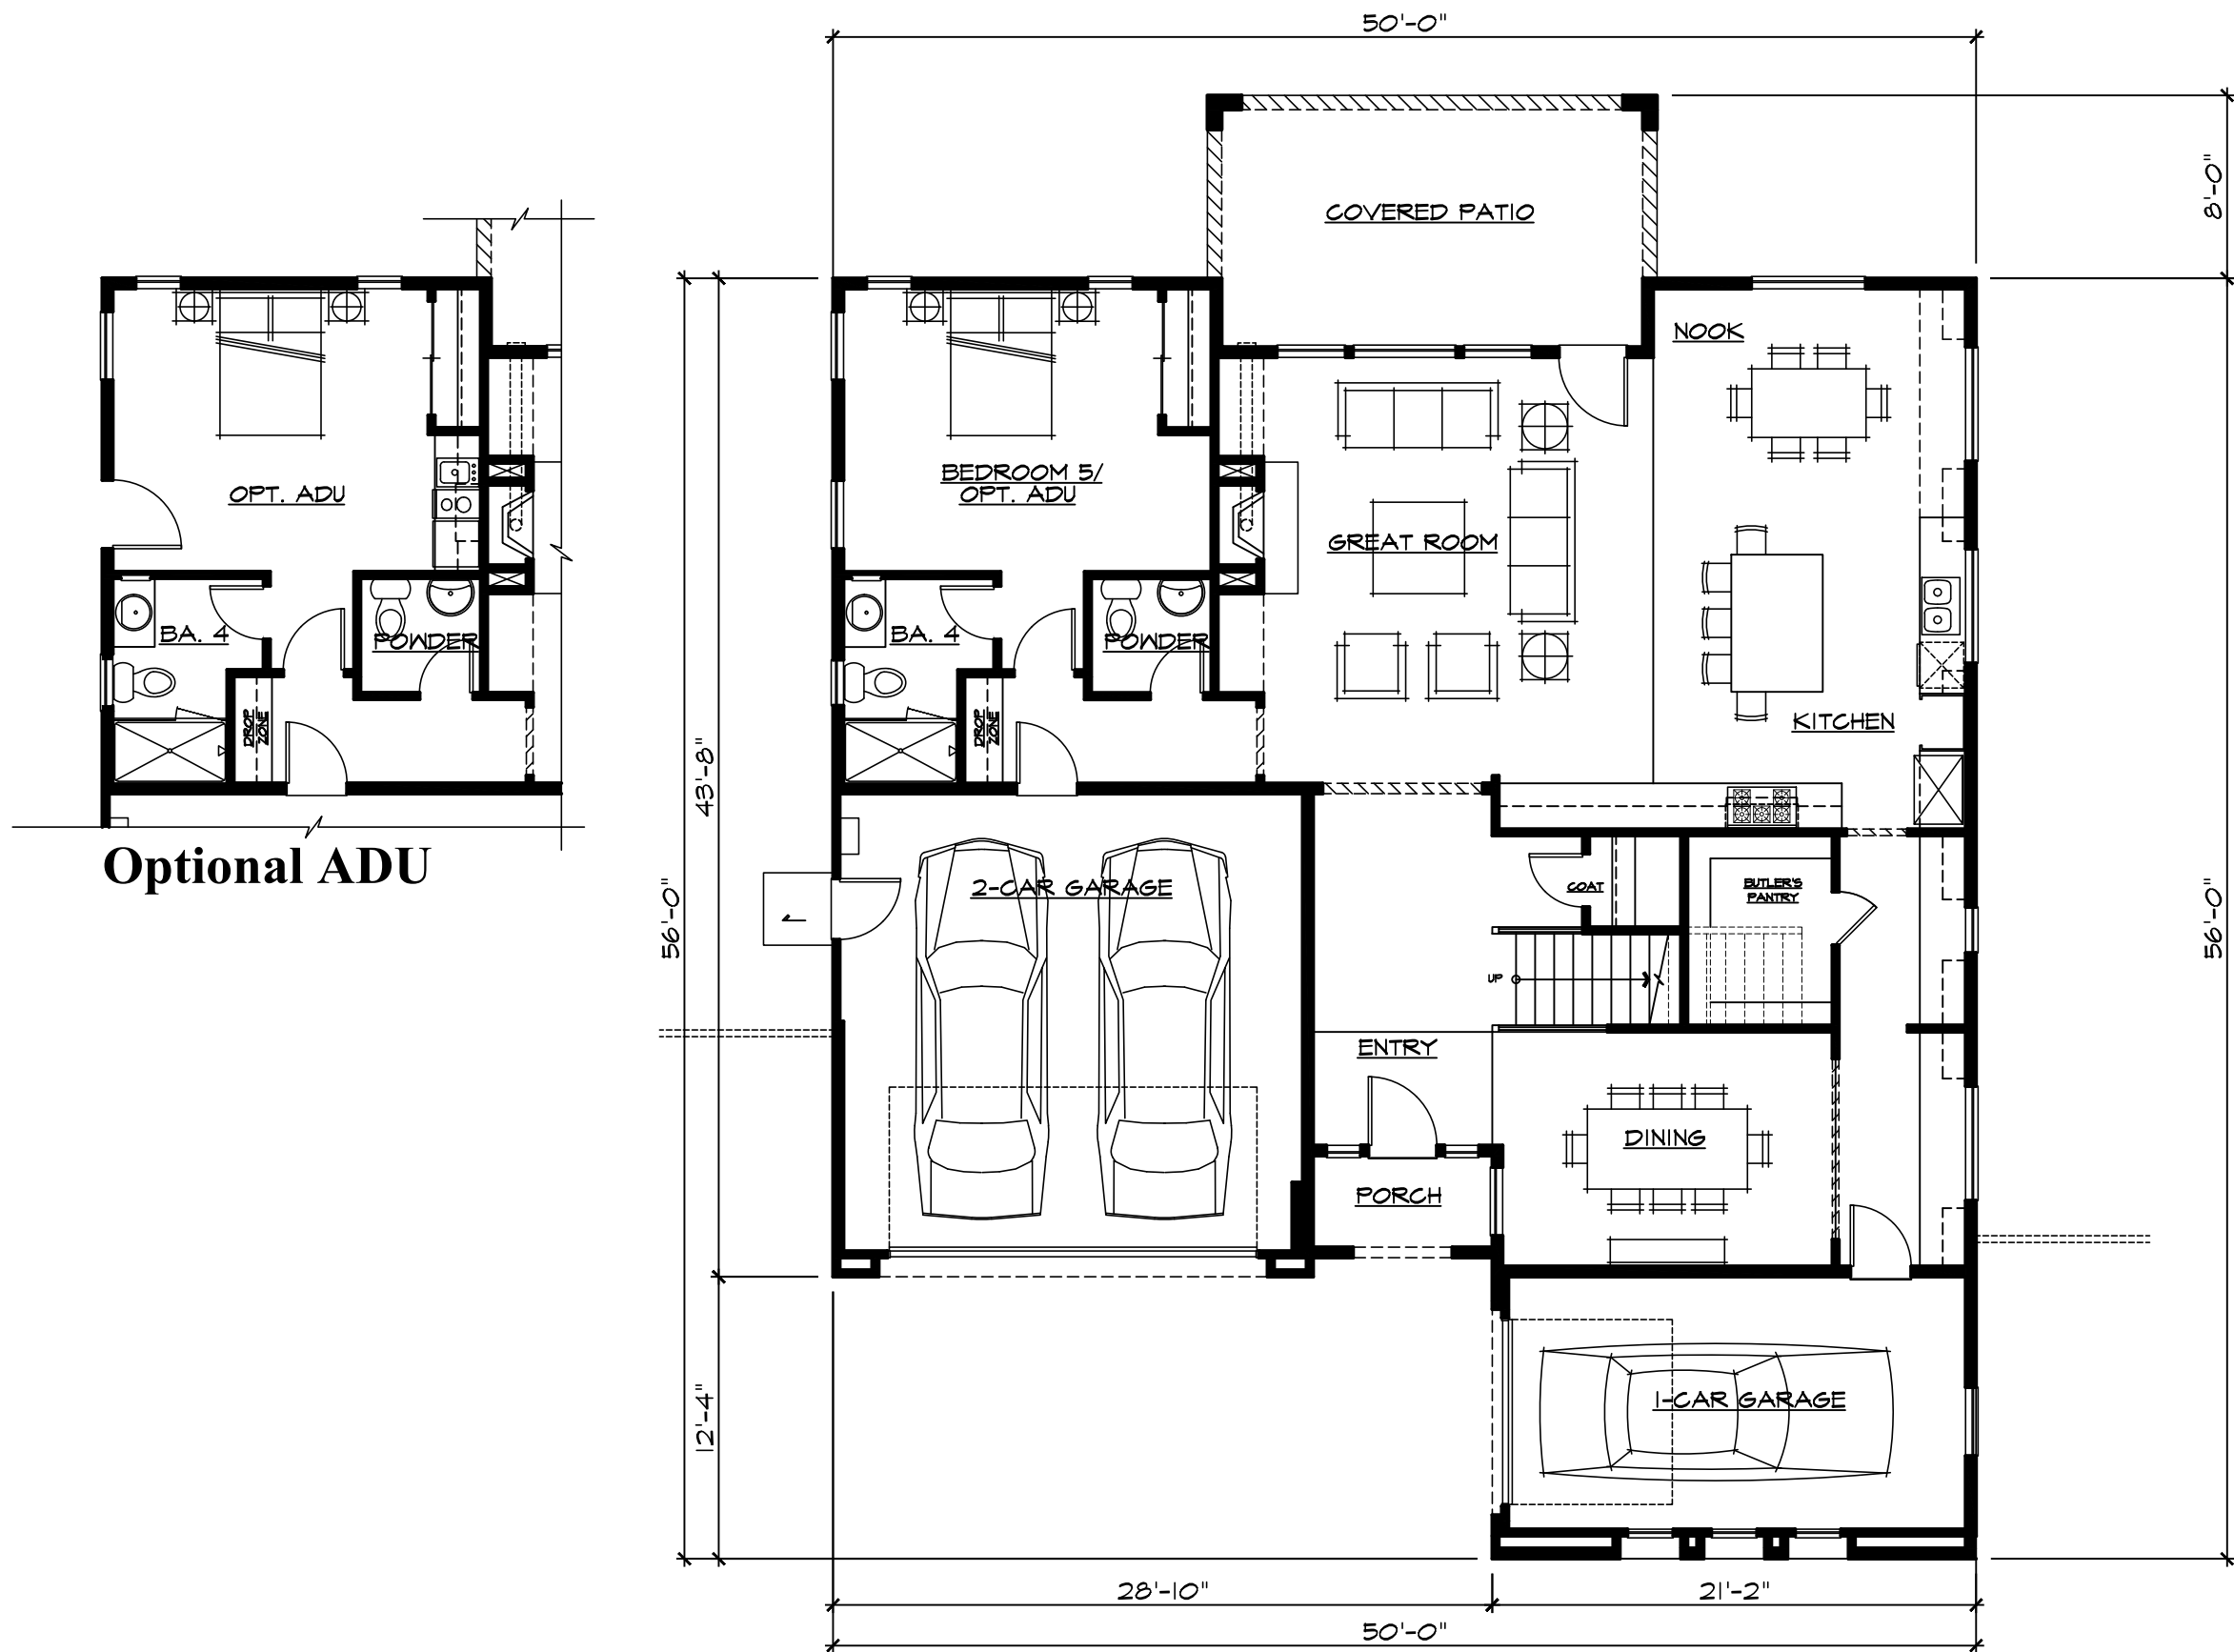 50'-0"
8'-0"
COVERED PATIO
NOOK
BEDROOM 5/
OPT. ADU
OPT. ADU
GREAT ROOM
BA. 4
POWDER
BA. 4
POWDER
DROP
ZONE
DROP
ZONE
KITCHEN
43'-8"
Optional ADU
2-CAR GARAGE
COAT
BUTLER'S
PANTRY
56'-0"
56'-0"
UP
ENTRY
DINING
PORCH
1-CAR GARAGE
12'-4"
28'-10"
21'-2"
50'-0"